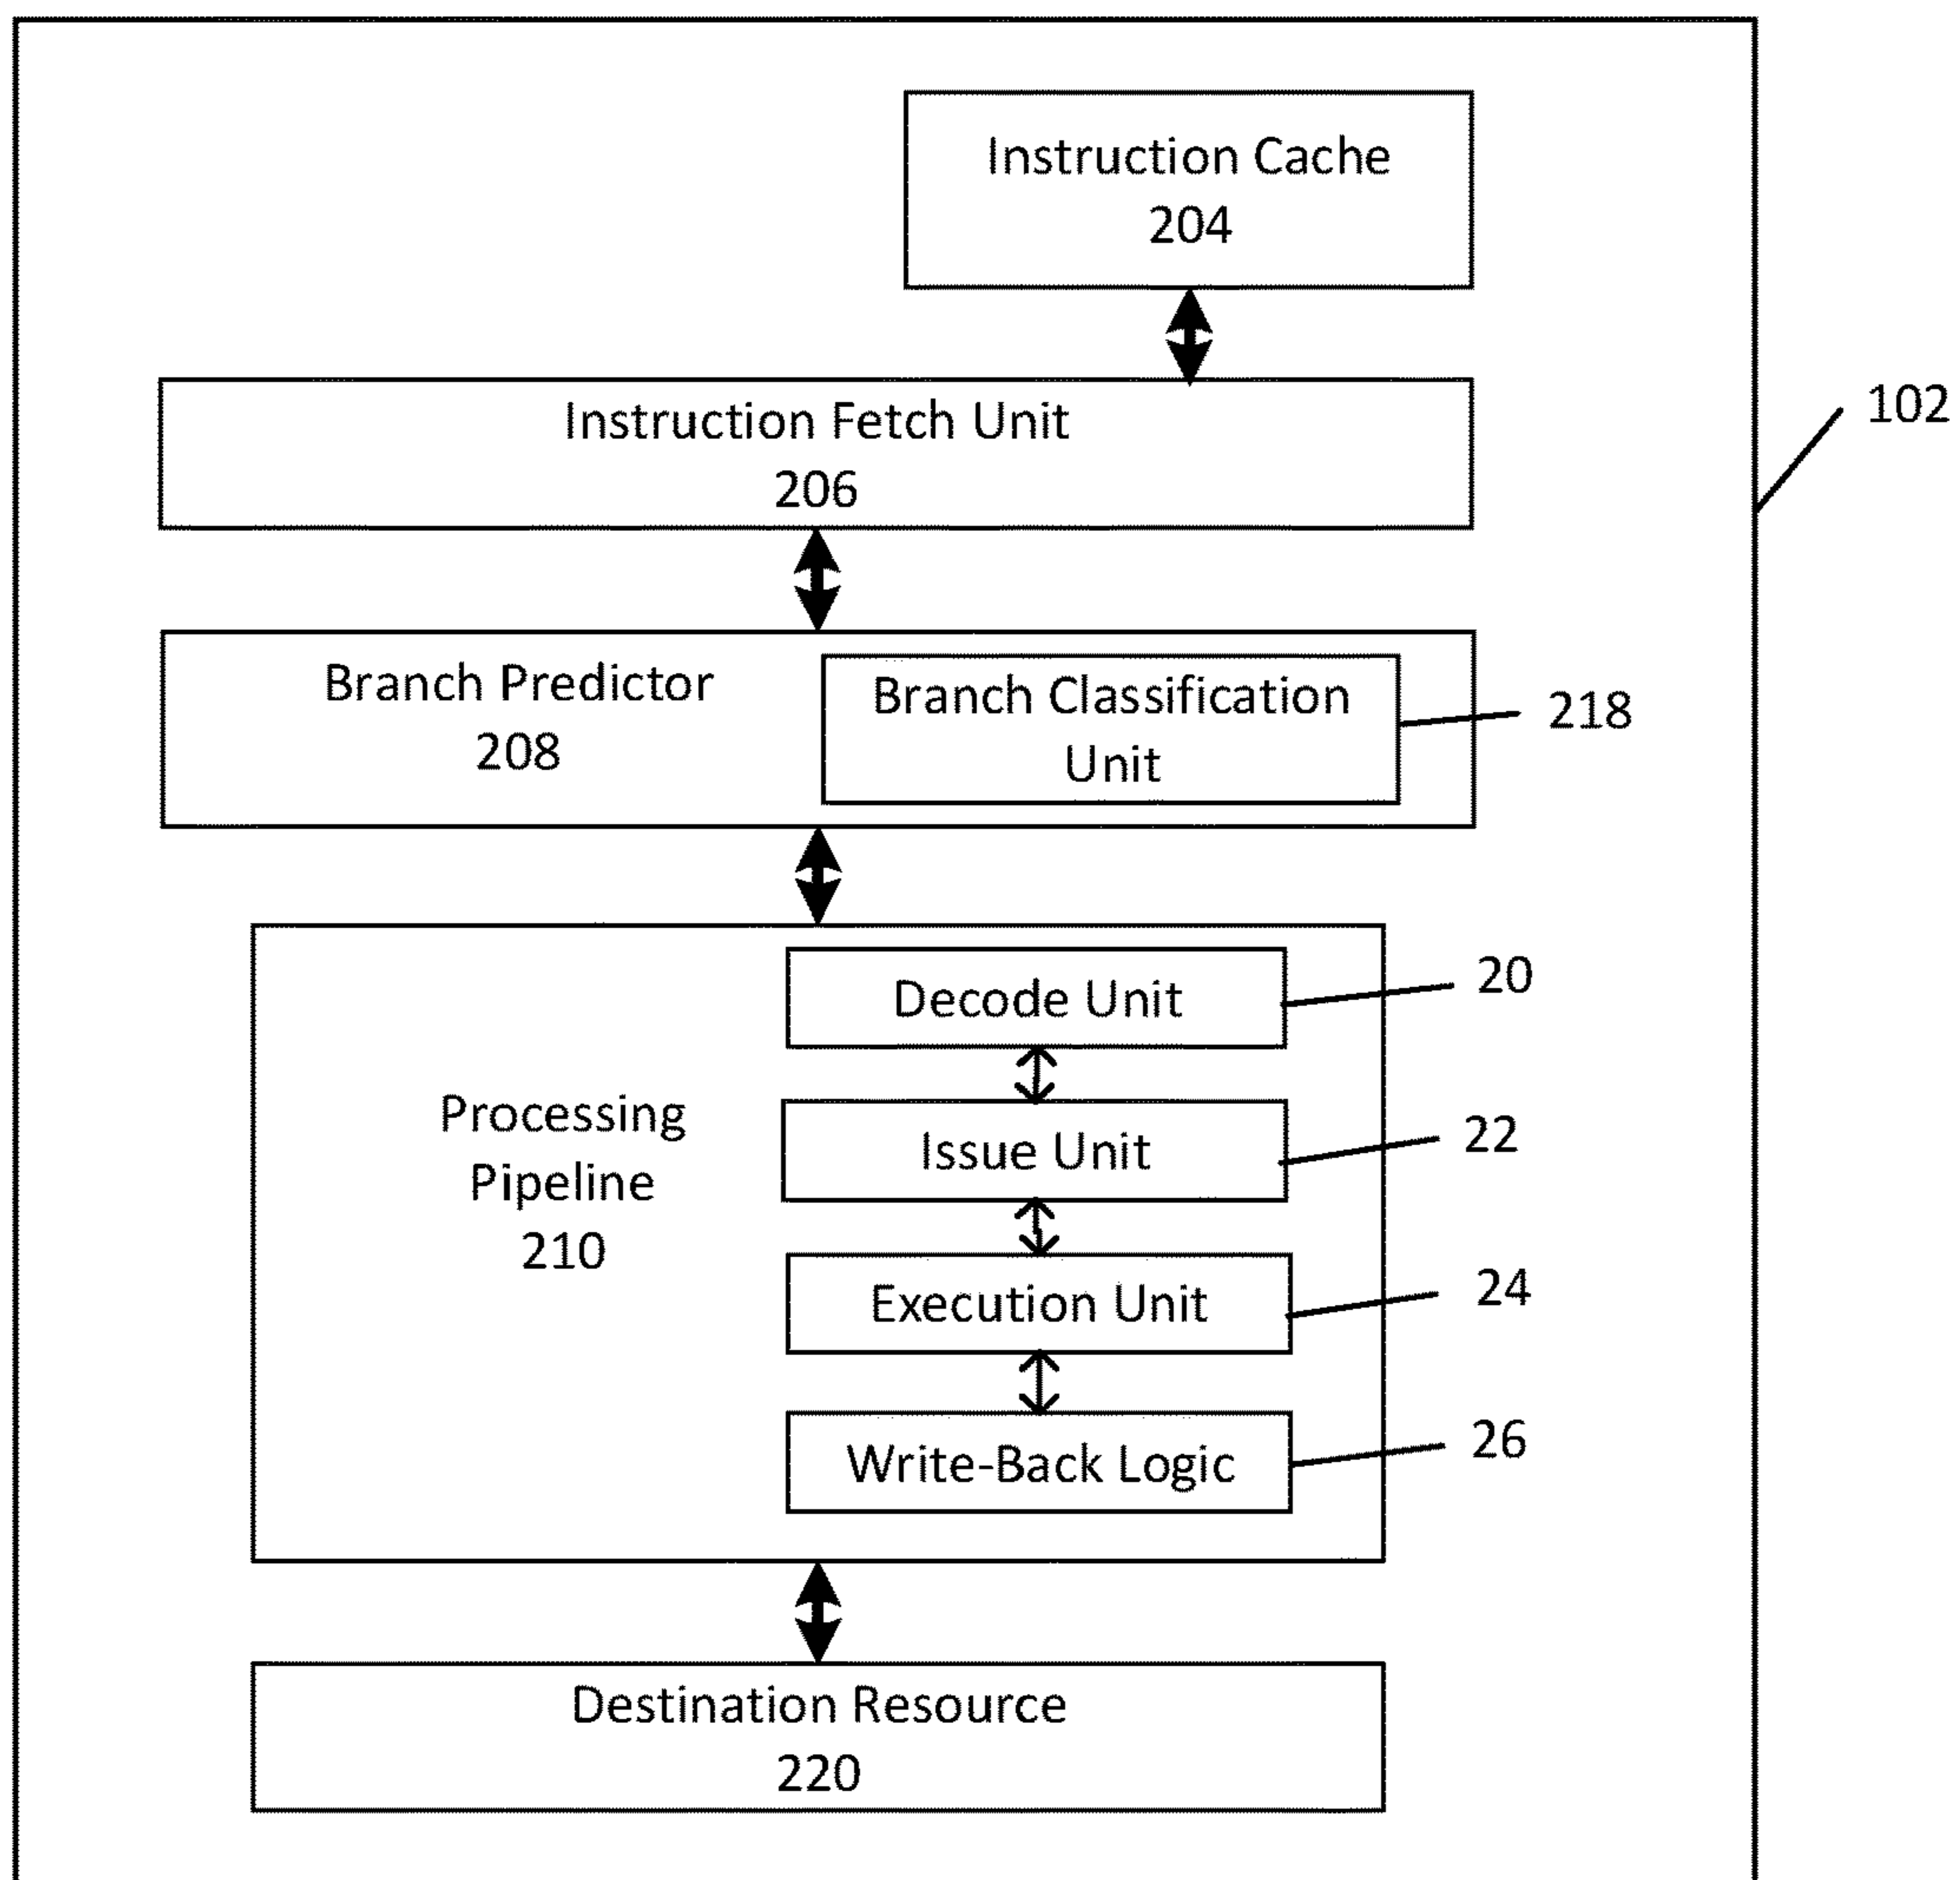 Instruction Cache
204
Instruction Fetch Unit
206
102
Branch Predictor
208
Branch Classification
Unit
218
Decode Unit
20
Processing
Pipeline
210
Issue Unit
22
Execution Unit
24
Write-Back Logic
26
Destination Resource
220